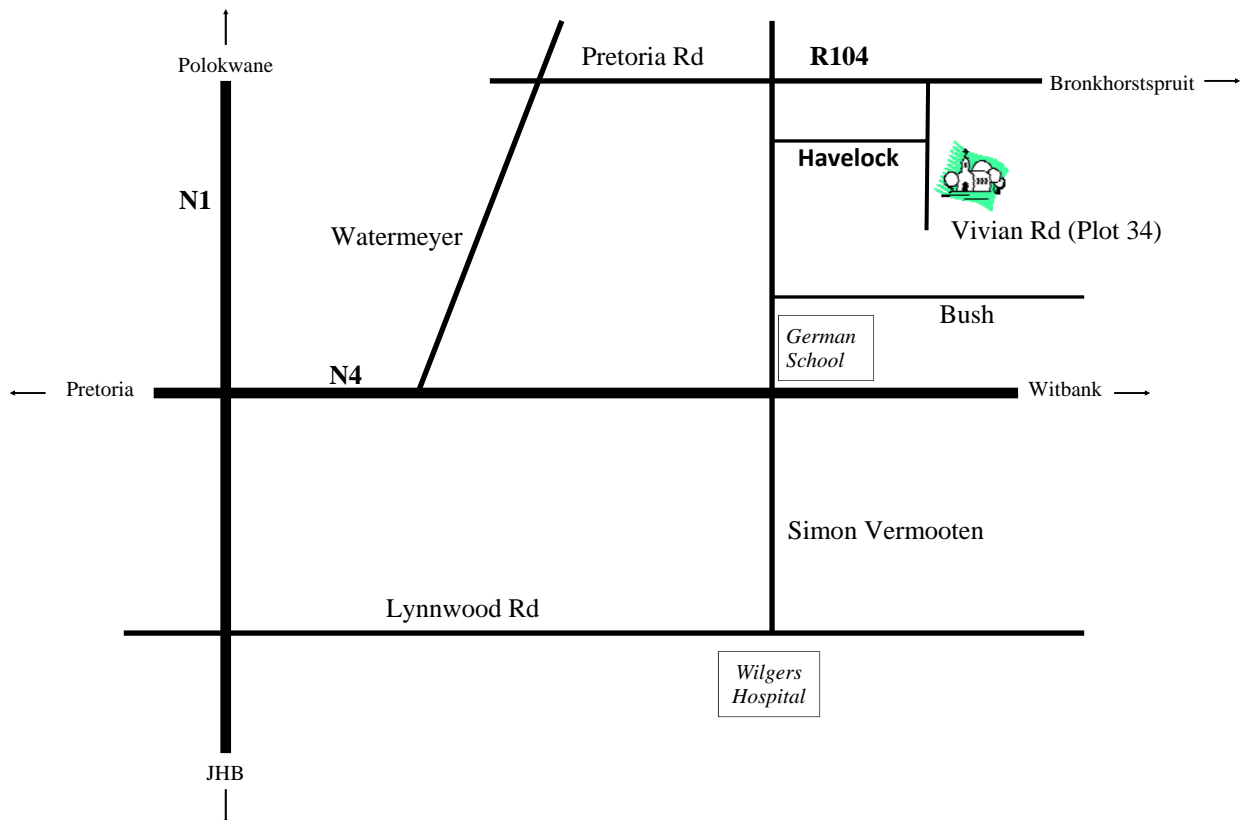 Pretoria Rd
R104
Polokwane
Bronkhorstspruit
Havelock
N1
Watermeyer
Vivian Rd (Plot 34)
Bush
German
School
N4
Pretoria
Witbank
Simon Vermooten
Lynnwood Rd
Wilgers
Hospital
JHB